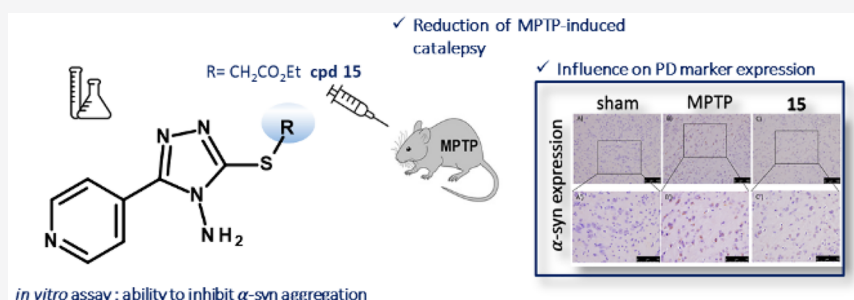 ✓ Reduction of MPTP-induced
catalepsy
R= CH₂CO₂Et cpd 15
✓ Influence on PD marker expression
sham MPTP 15
α-syn expression
A) B) C)
N N
R
S
N
NH₂
N
MPTP
in vitro assay : ability to inhibit α-syn aggregation